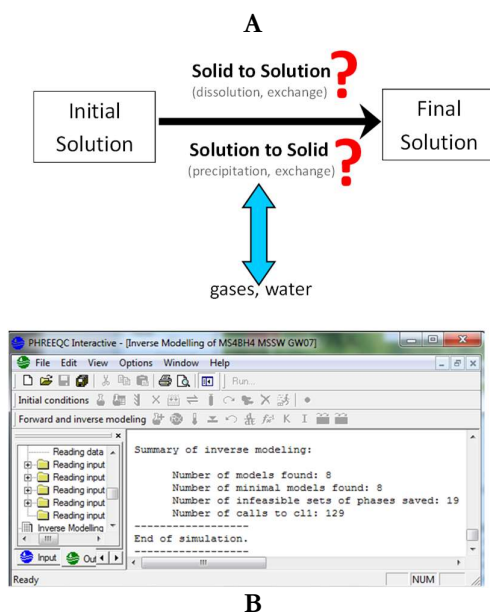 A
Solid to Solution
(dissolution, exchange)
?
Initial
Solution
Final
Solution
Solution to Solid
(precipitation, exchange)
?
gases, water
PHREEQC Interactive - [Inverse Modelling of MS4BH4 MSSW GW07]
File Edit View Options Window Help
Run...
Initial conditions
Forward and inverse modeling
Reading data
Reading input
Reading input
Reading input
Reading input
Reading input
Inverse Modelling
Input Out
Summary of inverse modeling:
Number of models found: 8
Number of minimal models found: 8
Number of infeasible sets of phases saved: 19
Number of calls to cl1: 129
------------------
End of simulation.
------------------
Ready NUM
B